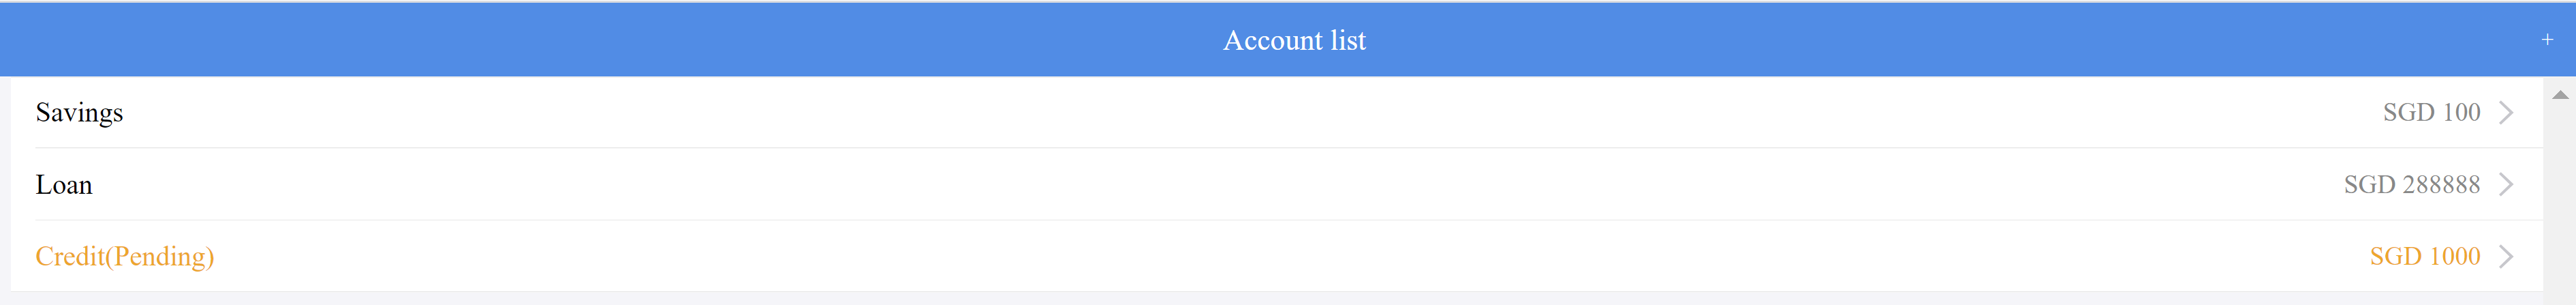 Account list +
Savings SGD 100
Loan SGD 288888
Credit(Pending) SGD 1000